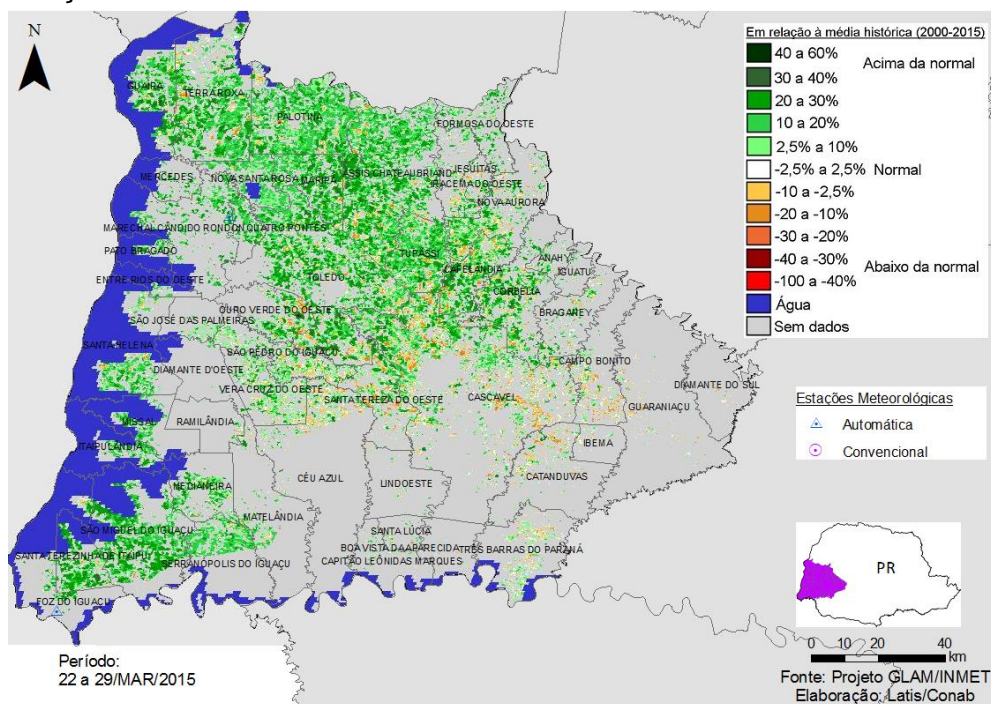 N
Em relação à média histórica (2000-2015)
40 a 60%
Acima da normal
30 a 40%
20 a 30%
10 a 20%
2,5% a 10%
-2,5% a 2,5%
Normal
-10 a -2,5%
-20 a -10%
-30 a -20%
-40 a -30%
Abaixo da normal
-100 a -40%
Água
Sem dados
Estações Meteorológicas
Automática
Convencional
PR
0 10 20 40
km
Fonte: Projeto GLAM/INMET
Elaboração: Latis/Conab
Período:
22 a 29/MAR/2015
GUAÍRA
TERRA ROXA
PALOTINA
FORMOSA DO OESTE
JESUÍTAS
MERCEDES
NOVA SANTA ROSA
MARIPÁ
ASSIS CHATEAUBRIAND
IRACEMA DO OESTE
NOVA AURORA
MARECHAL CÂNDIDO RONDON
QUATRO PONTES
PATO BRAGADO
TUPÃSSI
ANAHY
ENTRE RIOS DO OESTE
TOLEDO
CAFELÂNDIA
IGUATU
CORBÉLIA
OURO VERDE DO OESTE
BRAGANEY
SÃO JOSÉ DAS PALMEIRAS
SANTA HELENA
SÃO PEDRO DO IGUAÇU
CAMPO BONITO
DIAMANTE D'OESTE
VERA CRUZ DO OESTE
SANTA TEREZA DO OESTE
CASCAVEL
DIAMANTE DO SUL
GUARANIAÇU
MISSAL
RAMILÂNDIA
ITAIPULÂNDIA
IBEMA
CÉU AZUL
LINDOESTE
CATANDUVAS
MEDIANEIRA
MATELÂNDIA
SÃO MIGUEL DO IGUAÇU
SANTA LÚCIA
SANTA TEREZINHA DE ITAIPU
BOA VISTA DA APARECIDA
TRÊS BARRAS DO PARANÁ
SERRANÓPOLIS DO IGUAÇU
CAPITÃO LEÔNIDAS MARQUES
FOZ DO IGUAÇU